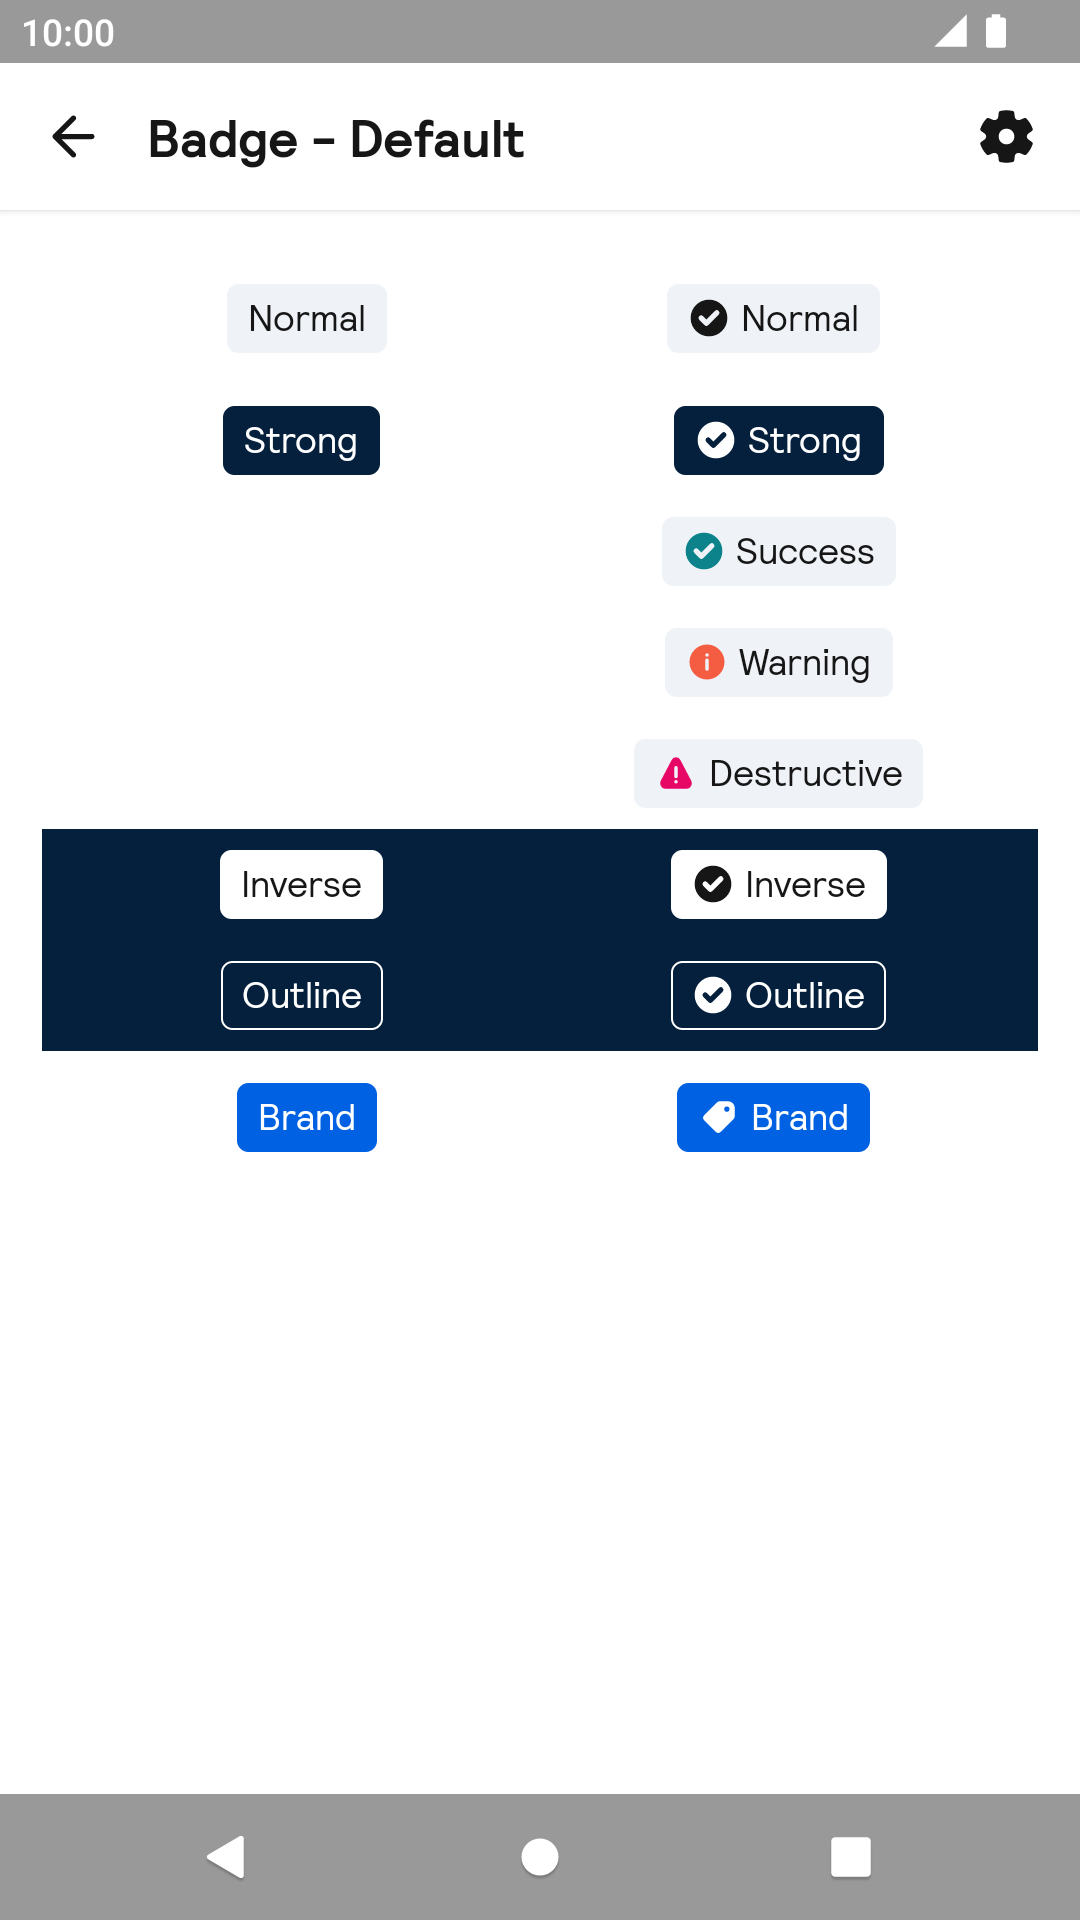 10:00
Badge – Default
Normal Normal
Strong Strong
Success
Warning
Destructive
Inverse Inverse
Outline Outline
Brand Brand